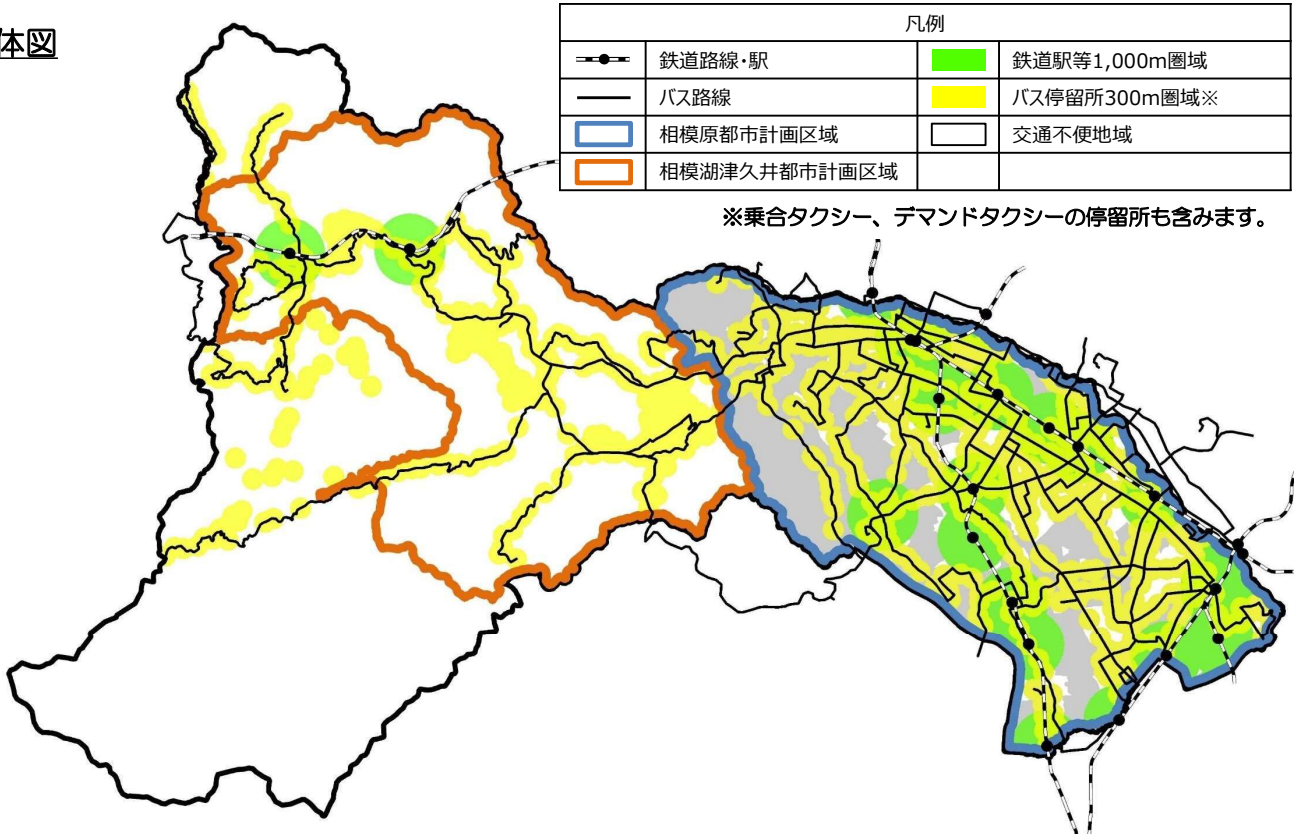 体図
凡例
鉄道路線・駅
鉄道駅等1,000m圏域
バス路線
バス停留所300m圏域※
相模原都市計画区域
交通不便地域
相模湖津久井都市計画区域
※乗合タクシー、デマンドタクシーの停留所も含みます。